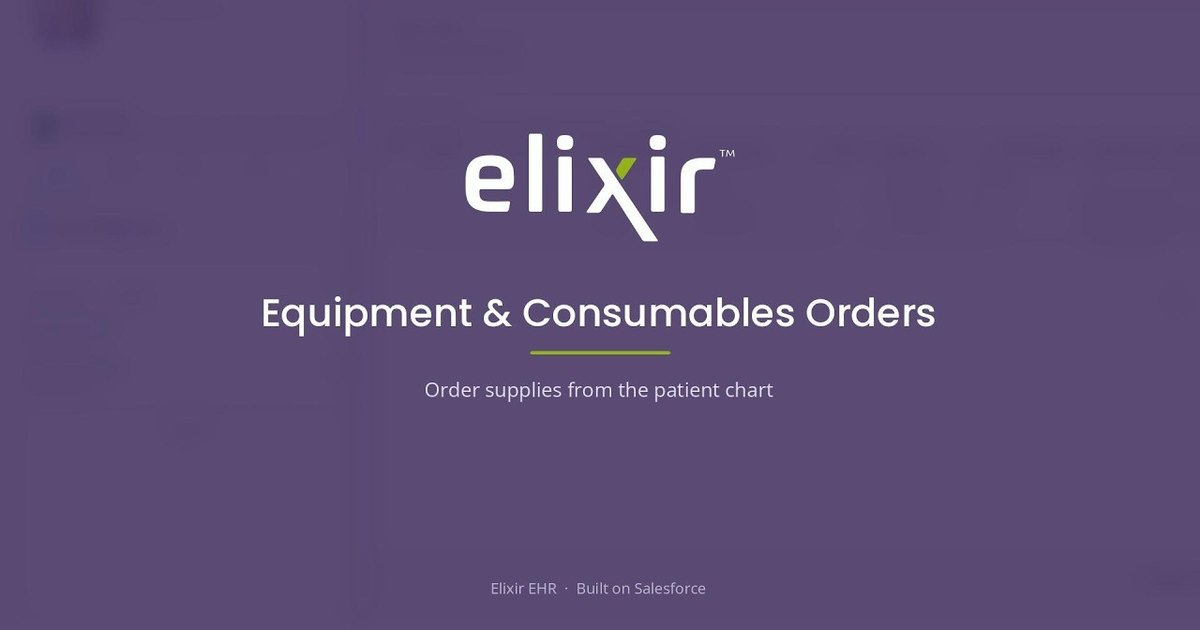 elixir™
Equipment & Consumables Orders
Order supplies from the patient chart
Elixir EHR · Built on Salesforce